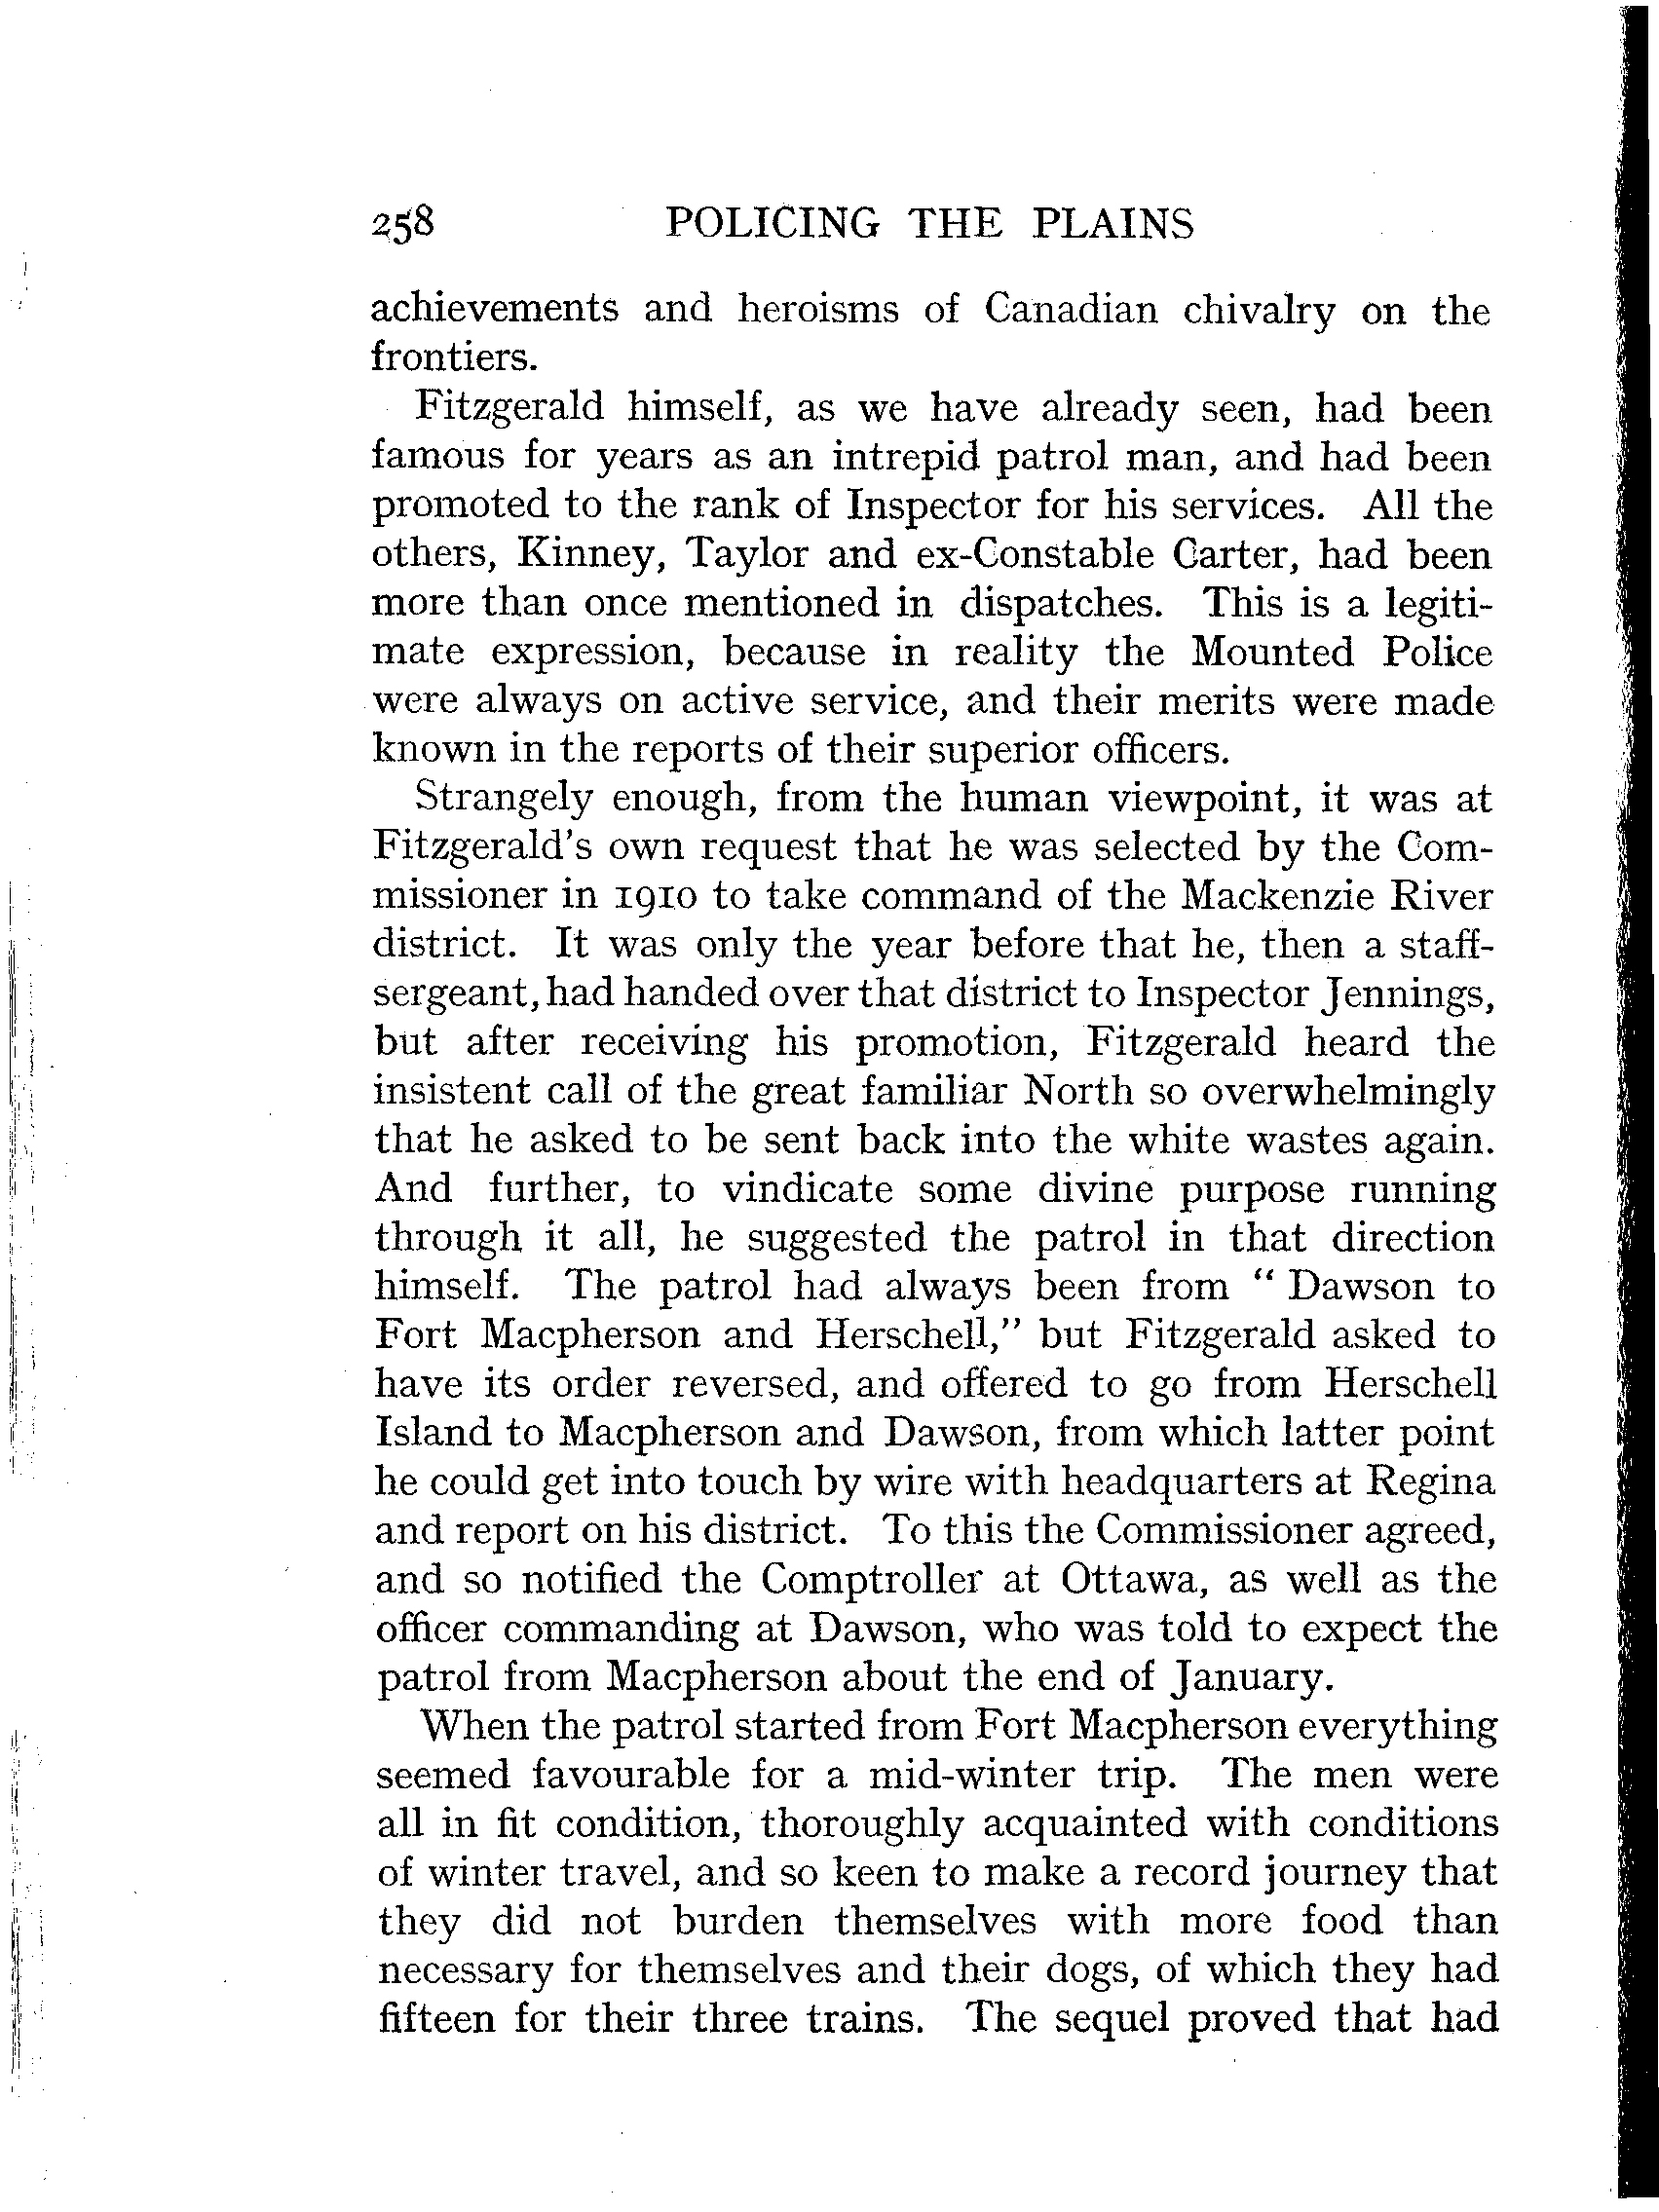 258 POLICING THE PLAINS
achievements and heroisms of Canadian chivalry on the
frontiers.
Fitzgerald himself, as we have already seen, had been
famous for years as an intrepid patrol man, and had been
promoted to the rank of Inspector for his services. All the
others, Kinney, Taylor and ex-Constable Carter, had been
more than once mentioned in dispatches. This is a legiti-
mate expression, because in reality the Mounted Police
were always on active service, and their merits were made
known in the reports of their superior officers.
Strangely enough, from the human viewpoint, it was at
Fitzgerald's own request that he was selected by the Com-
missioner in 1910 to take command of the Mackenzie River
district. It was only the year before that he, then a staff-
sergeant, had handed over that district to Inspector Jennings,
but after receiving his promotion, Fitzgerald heard the
insistent call of the great familiar North so overwhelmingly
that he asked to be sent back into the white wastes again.
And further, to vindicate some divine purpose running
through it all, he suggested the patrol in that direction
himself. The patrol had always been from " Dawson to
Fort Macpherson and Herschell," but Fitzgerald asked to
have its order reversed, and offered to go from Herschell
Island to Macpherson and Dawson, from which latter point
he could get into touch by wire with headquarters at Regina
and report on his district. To this the Commissioner agreed,
and so notified the Comptroller at Ottawa, as well as the
officer commanding at Dawson, who was told to expect the
patrol from Macpherson about the end of January.
When the patrol started from Fort Macpherson everything
seemed favourable for a mid-winter trip. The men were
all in fit condition, thoroughly acquainted with conditions
of winter travel, and so keen to make a record journey that
they did not burden themselves with more food than
necessary for themselves and their dogs, of which they had
fifteen for their three trains. The sequel proved that had